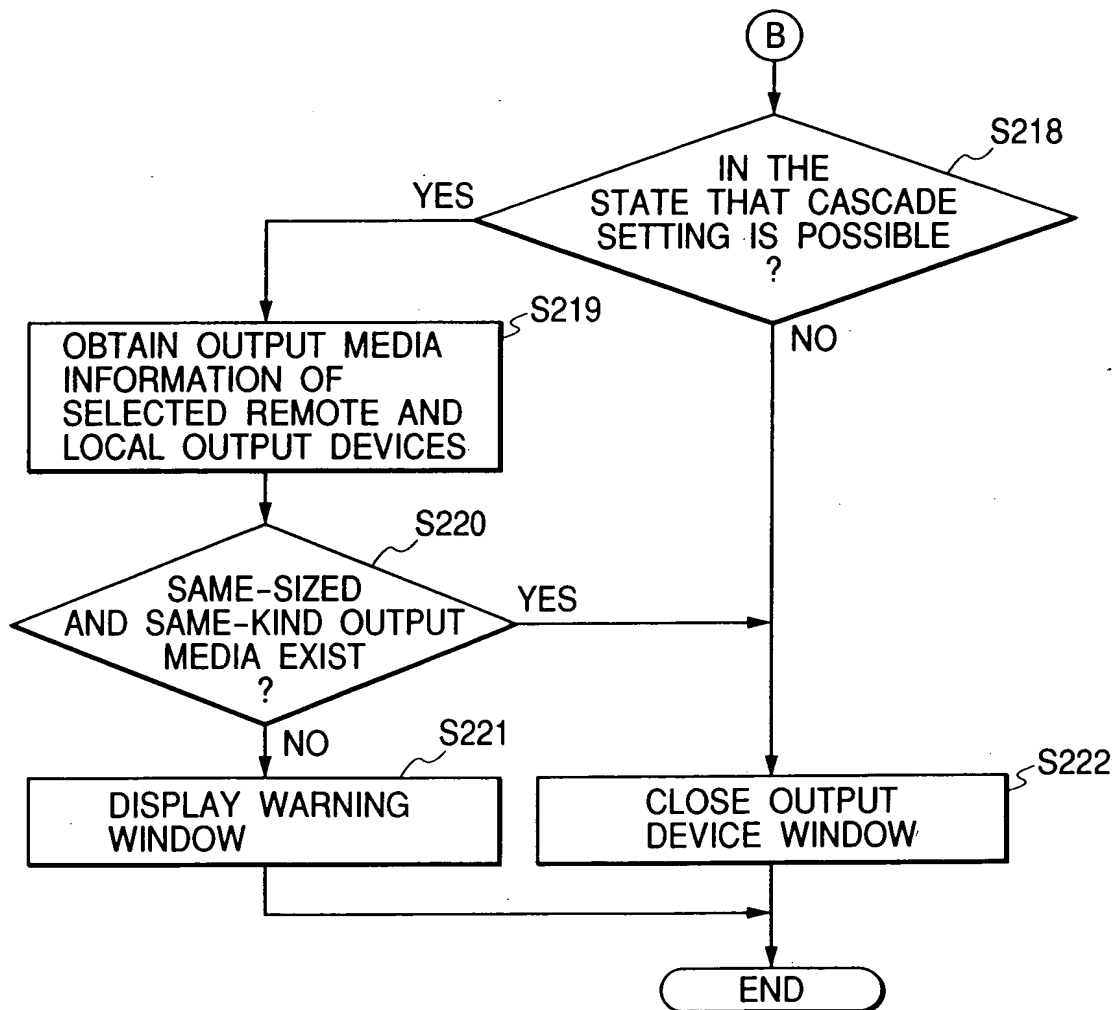 B
S218
IN THE
STATE THAT CASCADE
SETTING IS POSSIBLE
?
YES
NO
S219
OBTAIN OUTPUT MEDIA
INFORMATION OF
SELECTED REMOTE AND
LOCAL OUTPUT DEVICES
S220
SAME-SIZED
AND SAME-KIND OUTPUT
MEDIA EXIST
?
YES
NO
S221
DISPLAY WARNING
WINDOW
S222
CLOSE OUTPUT
DEVICE WINDOW
END